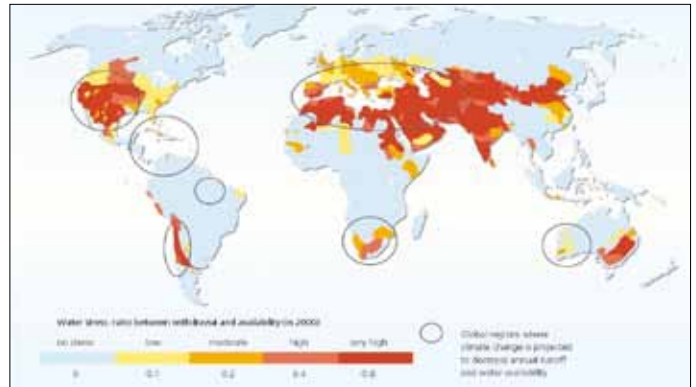 Water stress, ratio between withdrawal and availability (in 2000)
no stress low moderate high very high
0 0.1 0.2 0.4 0.8
Global regions where
climate change is projected
to decrease annual runoff
and water availability